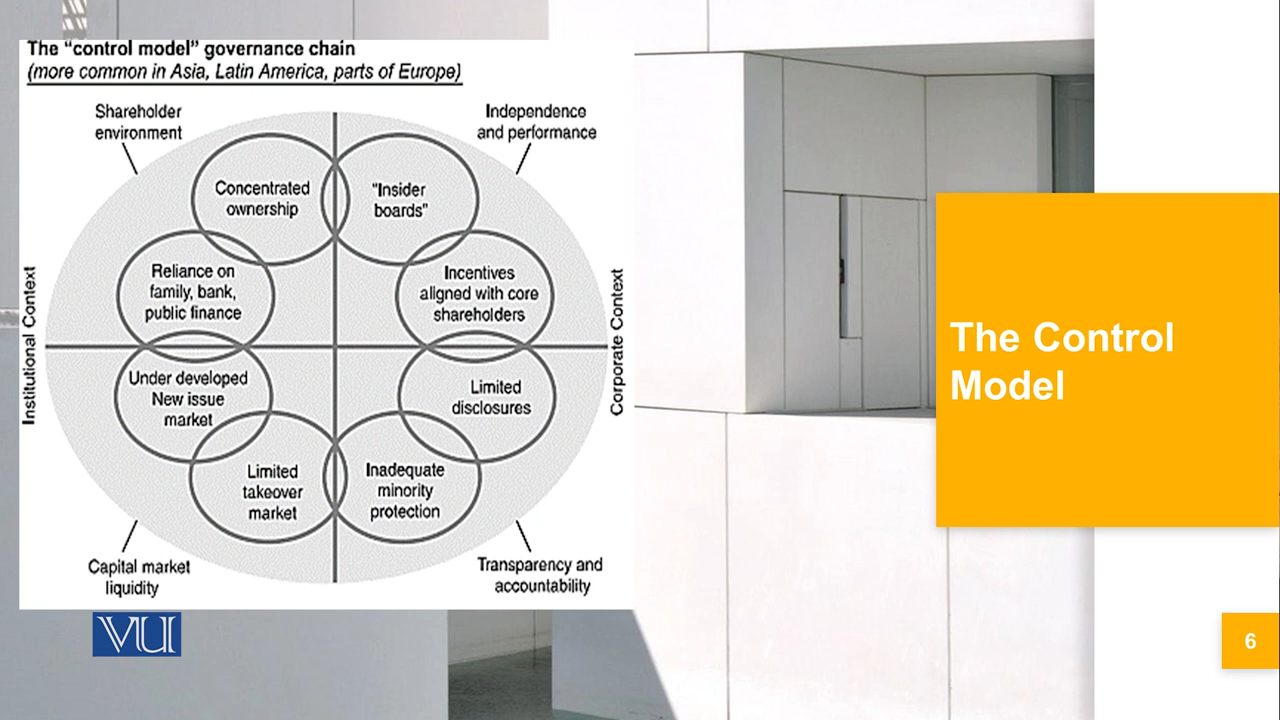 The “control model” governance chain
(more common in Asia, Latin America, parts of Europe)
Shareholder
environment
Independence
and performance
Concentrated
ownership
"Insider
boards"
Reliance on
family, bank,
public finance
Incentives
aligned with core
shareholders
Institutional Context
Corporate Context
Under developed
New issue
market
Limited
disclosures
Limited
takeover
market
Inadequate
minority
protection
Capital market
liquidity
Transparency and
accountability
The Control
Model
VU
6